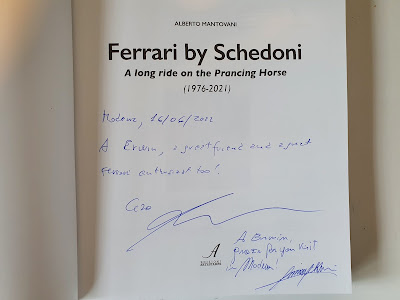 ALBERTO MANTOVANI
Ferrari by Schedoni
A long ride on the Prancing Horse
(1976-2021)
Modena, 16/06/2022
A Erwin, a great friend and a great
Ferrari enthusiast too!
A
A Erwin,
grazie for your visit
in Modena!